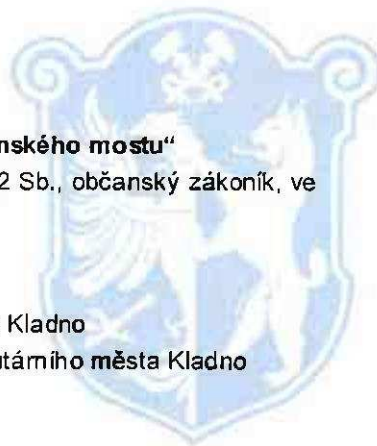 nského mostu“
2 Sb., občanský zákoník, ve
Kladno
utárního města Kladno